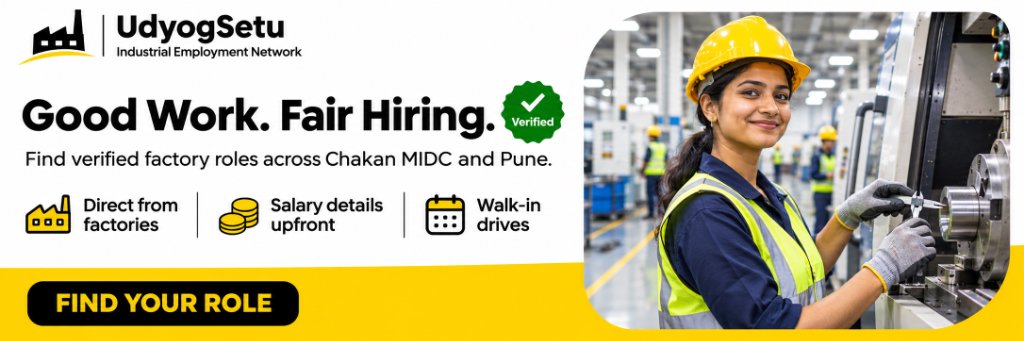 UdyogSetu
Industrial Employment Network
Good Work. Fair Hiring.
Verified
Find verified factory roles across Chakan MIDC and Pune.
Direct from
factories
Salary details
upfront
Walk-in
drives
FIND YOUR ROLE